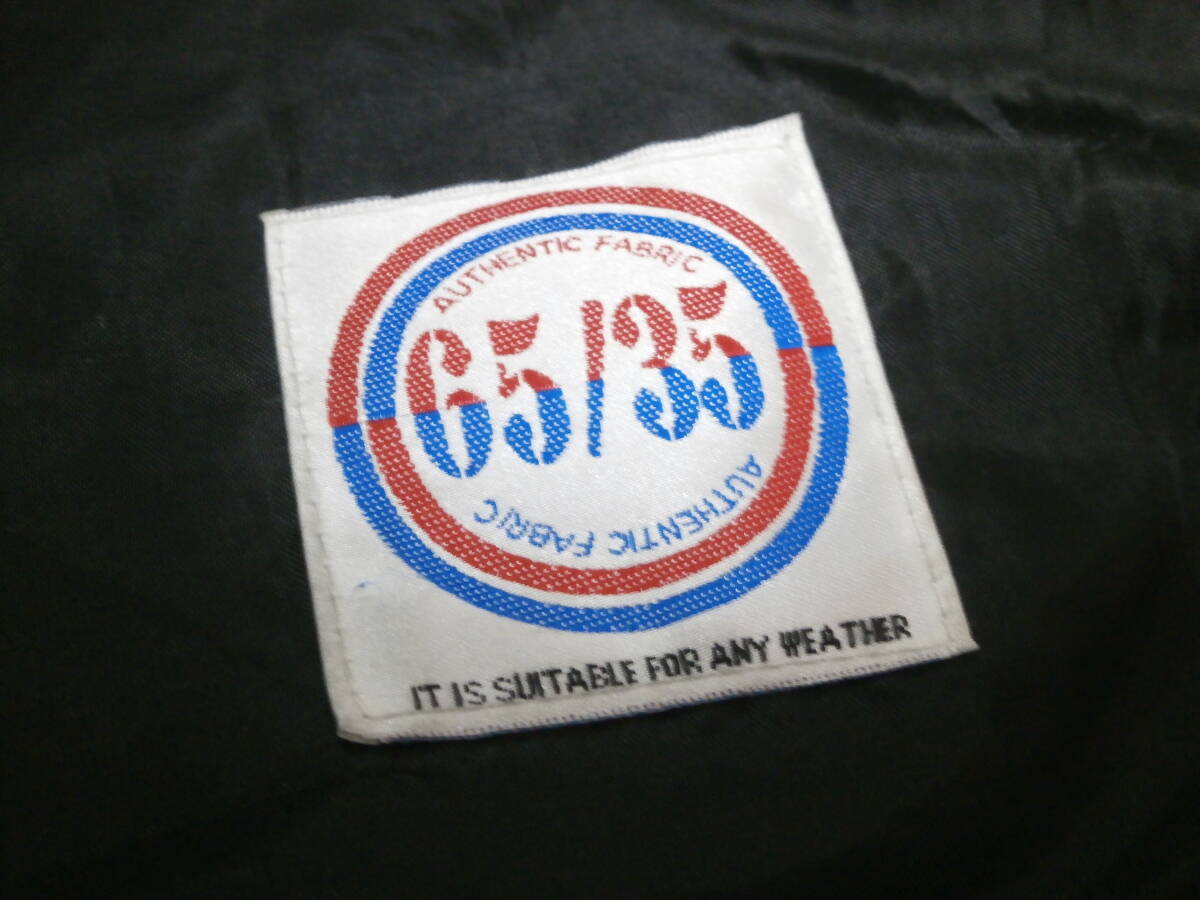 AUTHENTIC FABRIC
65/35
AUTHENTIC FABRIC
IT IS SUITABLE FOR ANY WEATHER